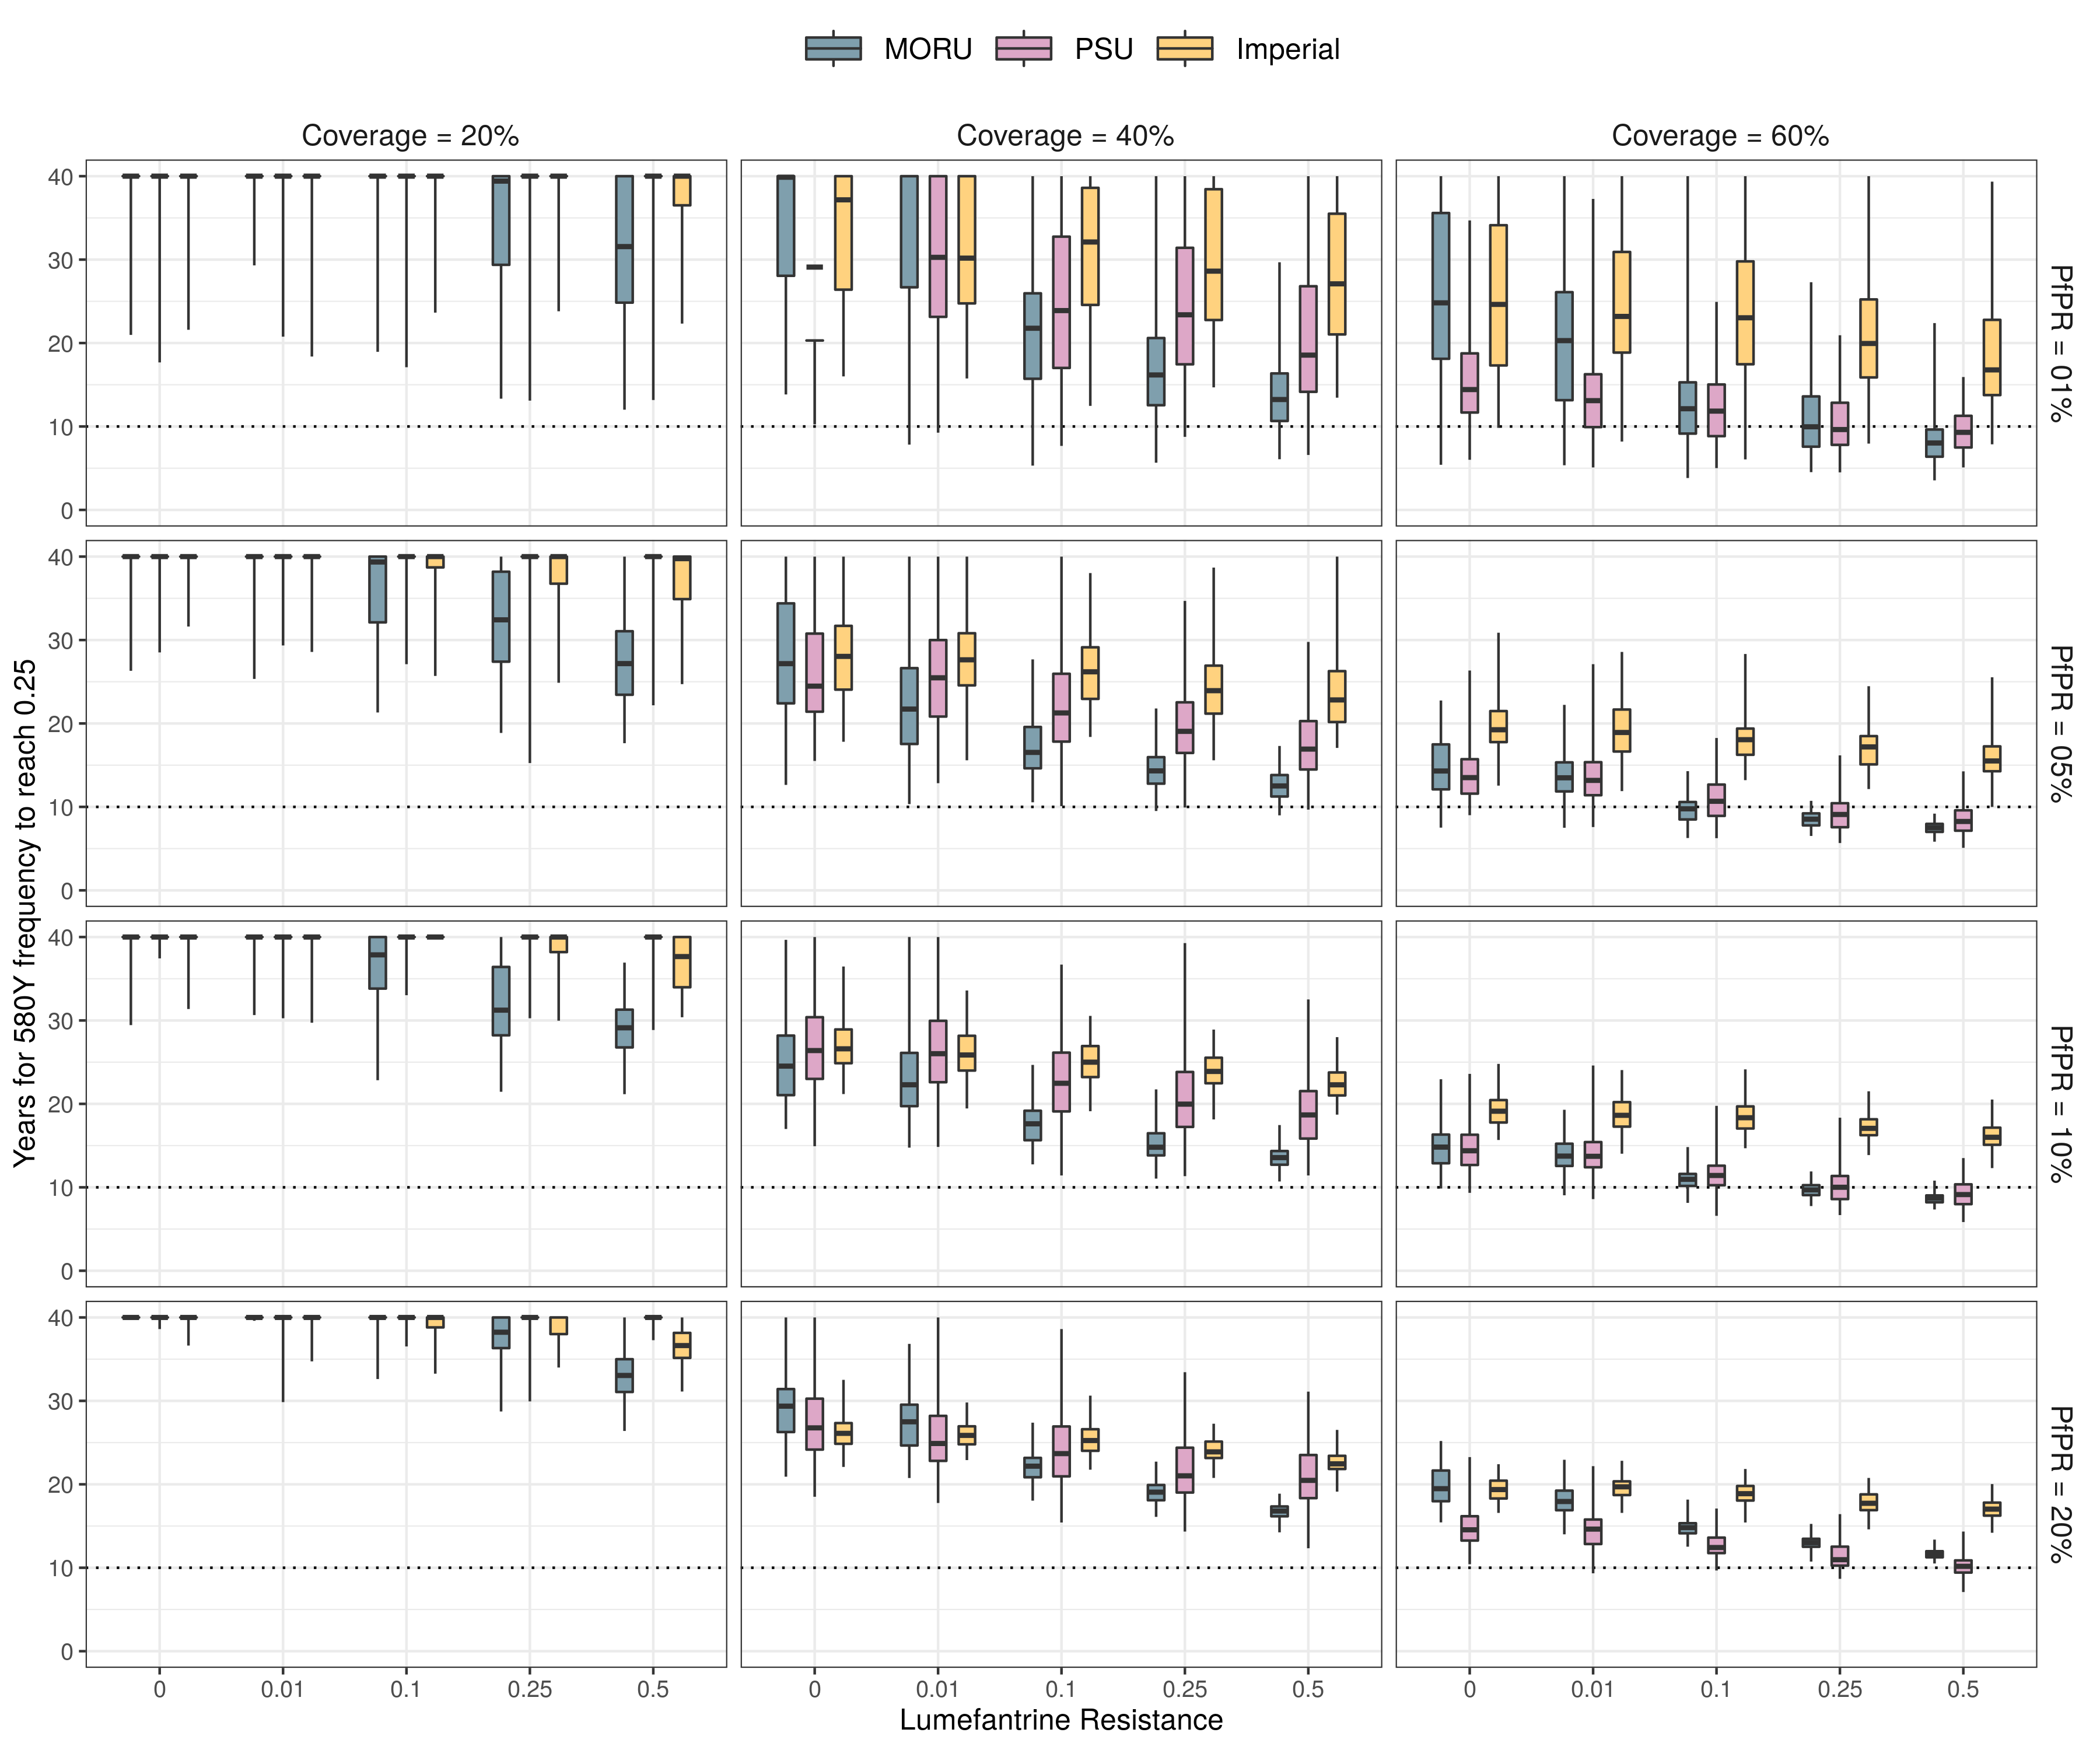 MORU PSU Imperial
Coverage = 20% Coverage = 40% Coverage = 60%
40
30
20
10
0
PfPR = 01%
40
30
20
10
0
PfPR = 05%
40
30
20
10
0
PfPR = 10%
40
30
20
10
0
PfPR = 20%
Years for 580Y frequency to reach 0.25
0 0.01 0.1 0.25 0.5 0 0.01 0.1 0.25 0.5 0 0.01 0.1 0.25 0.5
Lumefantrine Resistance